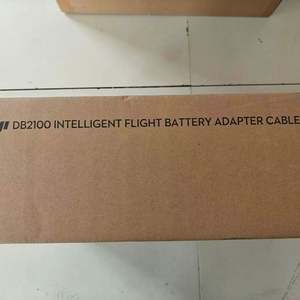 DB2100 INTELLIGENT FLIGHT BATTERY ADAPTER CABLE